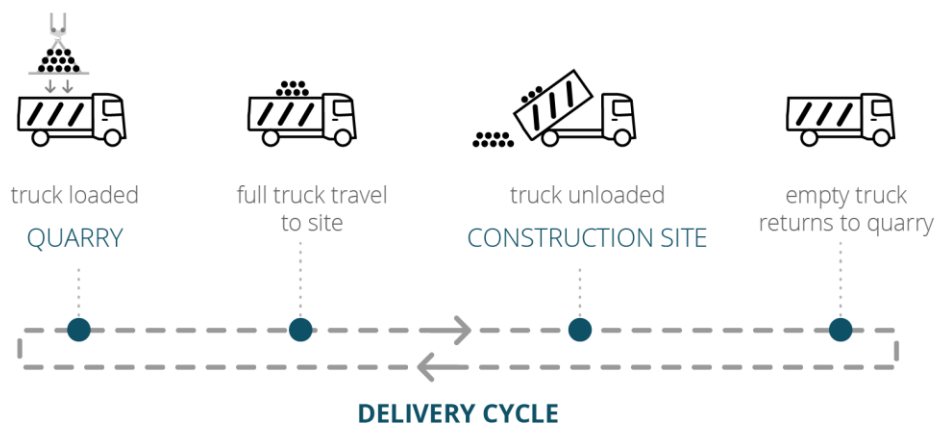 truck loaded
QUARRY
full truck travel
to site
truck unloaded
CONSTRUCTION SITE
empty truck
returns to quarry
DELIVERY CYCLE